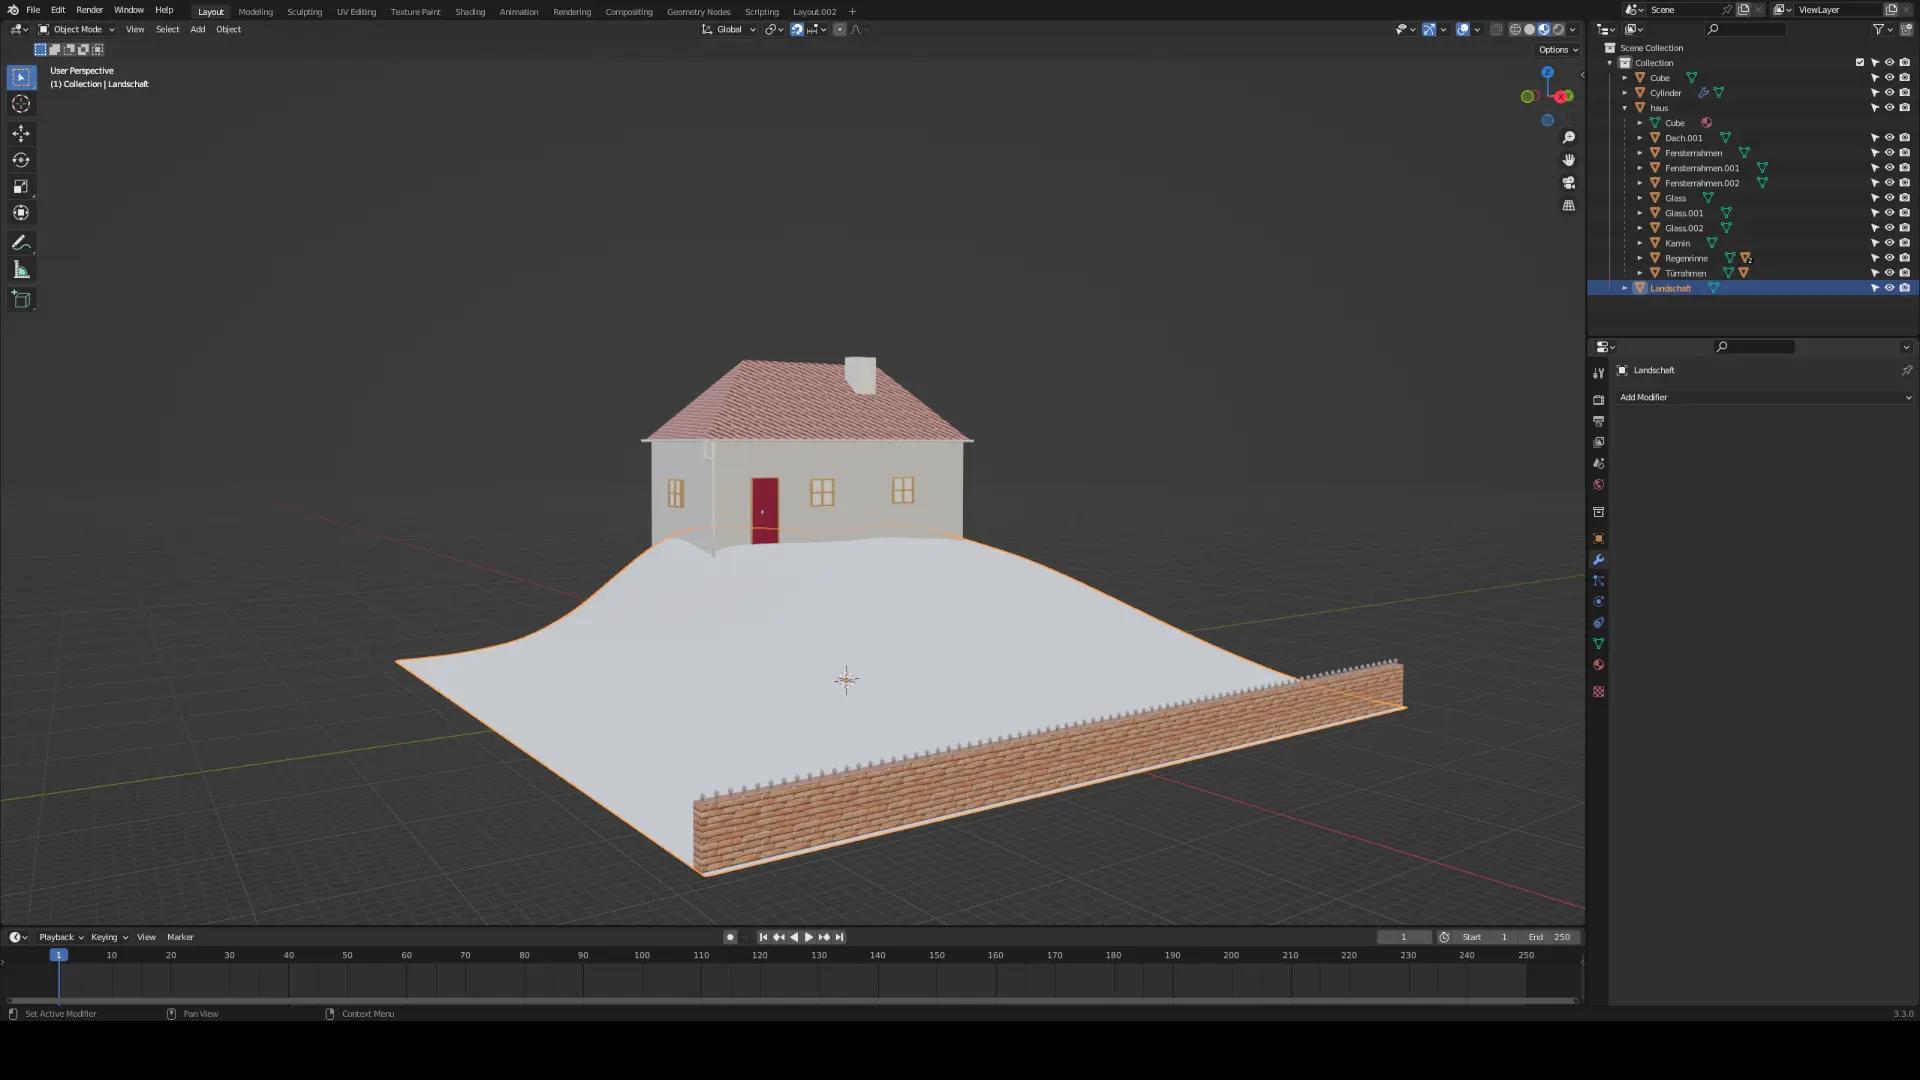 File Edit Render Window Help Layout Modeling Sculpting UV Editing Texture Paint Shading Animation Rendering Compositing Geometry Nodes Scripting Layout.002 + Scene ViewLayer
Object Mode View Select Add Object Global
Options
User Perspective
(1) Collection | Landschaft
Z
X
Y
Scene Collection
Collection
Cube
Cylinder
haus
Cube
Dach.001
Fensterrahmen
Fensterrahmen.001
Fensterrahmen.002
Glass
Glass.001
Glass.002
Kamin
Regenrinne 2
Türrahmen
Landschaft
Landschaft
Add Modifier
Playback Keying View Marker 1 Start 1 End 250
1 10 20 30 40 50 60 70 80 90 100 110 120 130 140 150 160 170 180 190 200 210 220 230 240 250
Set Active Modifier Pan View Context Menu 3.3.0